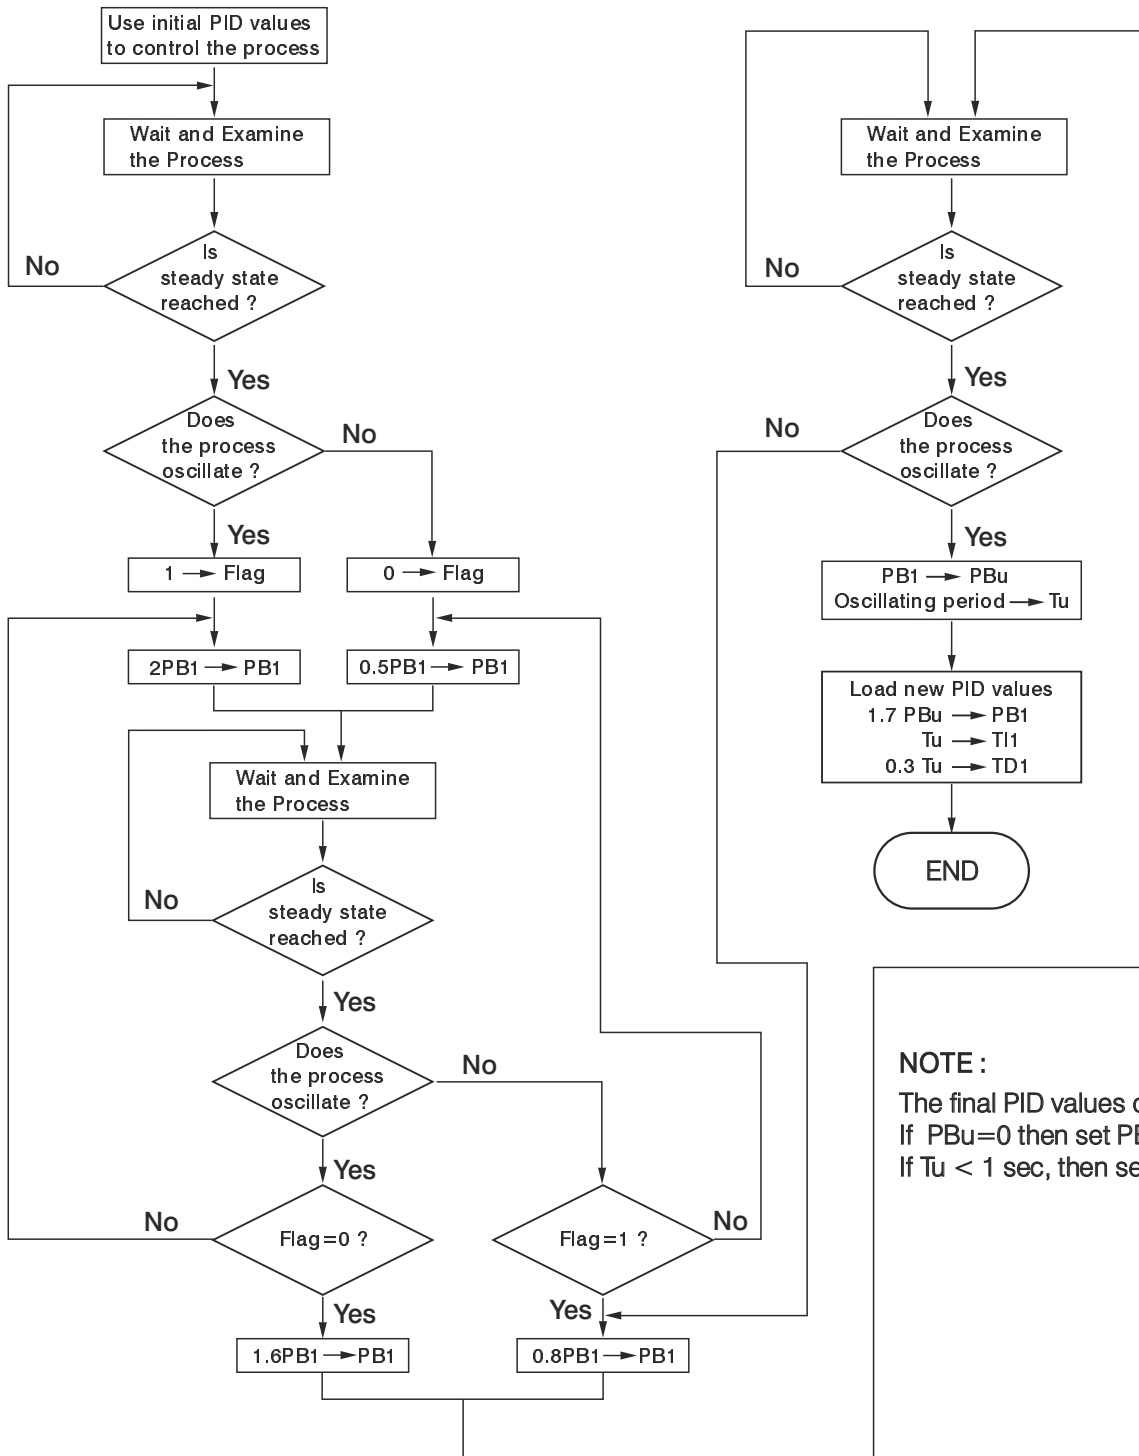 Use initial PID values
to control the process
Wait and Examine
the Process
Is
steady state
reached ?
No
Yes
Does
the process
oscillate ?
No
Yes
1 → Flag
0 → Flag
2PB1 → PB1
0.5PB1 → PB1
Wait and Examine
the Process
Is
steady state
reached ?
No
Yes
Does
the process
oscillate ?
No
Yes
Flag=0 ?
No
Yes
Flag=1 ?
No
Yes
1.6PB1 → PB1
0.8PB1 → PB1
Wait and Examine
the Process
Is
steady state
reached ?
No
Yes
Does
the process
oscillate ?
No
Yes
PB1 → PBu
Oscillating period → Tu
Load new PID values
1.7 PBu → PB1
Tu → TI1
0.3 Tu → TD1
END
NOTE :
The final PID values
If PBu=0 then set
If Tu < 1 sec, then